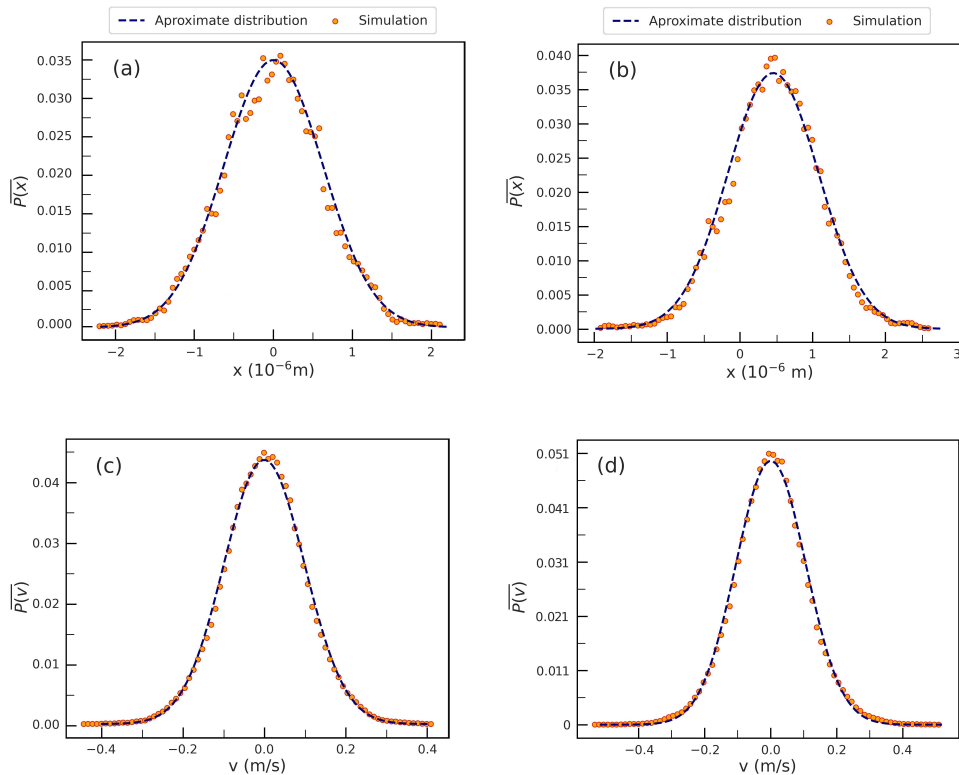 Aproximate distribution Simulation
Aproximate distribution Simulation
(a)
0.035
0.030
0.025
0.020
0.015
0.010
0.005
0.000
P(x)
−2 −1 0 1 2
x (10⁻⁶m)
(b)
0.040
0.035
0.030
0.025
0.020
0.015
0.010
0.005
0.000
P(x)
−2 −1 0 1 2 3
x (10⁻⁶ m)
(c)
0.04
0.03
0.02
0.01
0.00
P(v)
−0.4 −0.2 0.0 0.2 0.4
v (m/s)
(d)
0.051
0.041
0.031
0.021
0.011
0
P(v)
−0.4 −0.2 0.0 0.2 0.4
v (m/s)